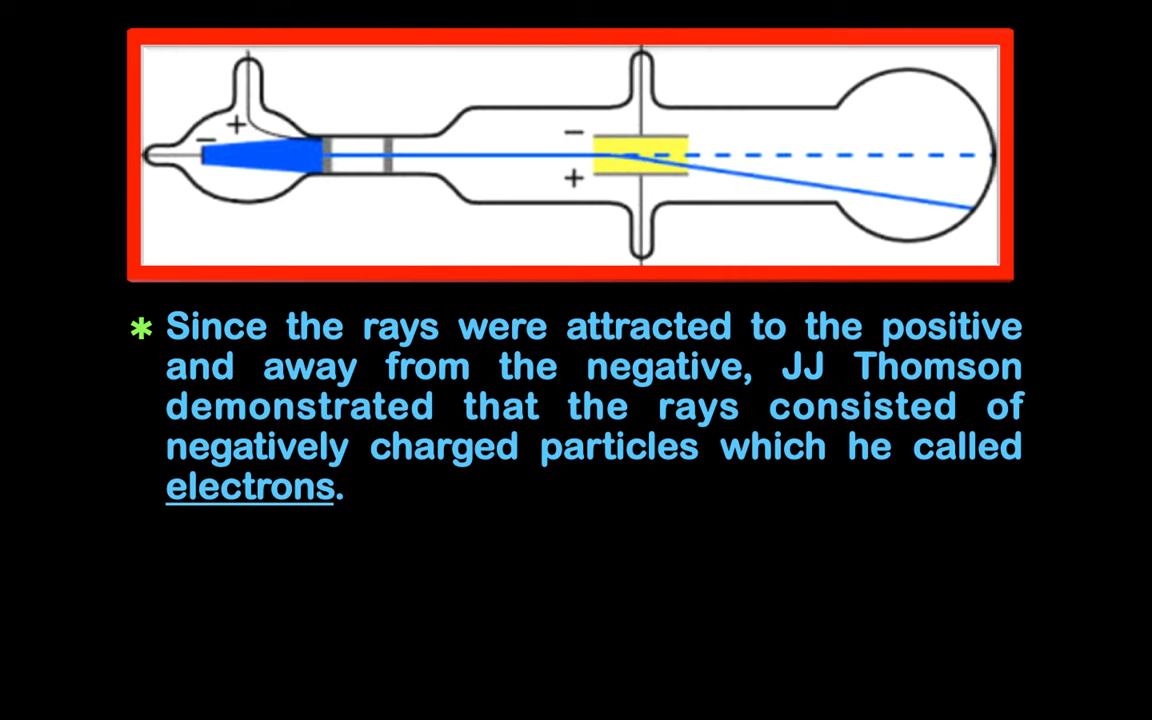 +
−
−
+
* Since the rays were attracted to the positive
and away from the negative, JJ Thomson
demonstrated that the rays consisted of
negatively charged particles which he called
electrons.